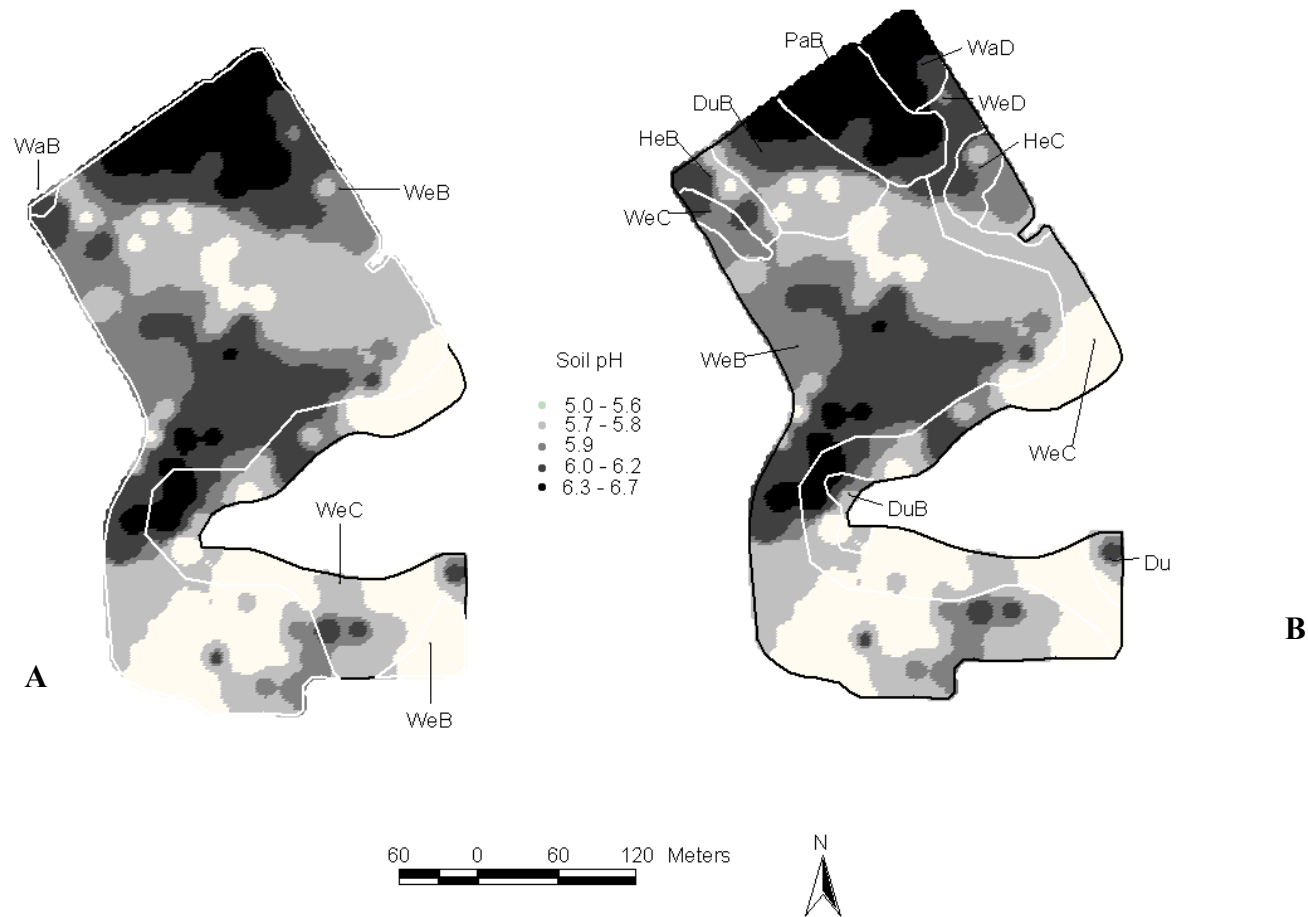 WaB
WeB
WeC
WeB
A
Soil pH
5.0 - 5.6
5.7 - 5.8
5.9
6.0 - 6.2
6.3 - 6.7
PaB
WaD
DuB
WeD
HeB
HeC
WeC
WeB
WeC
DuB
Du
B
60 0 60 120 Meters
N